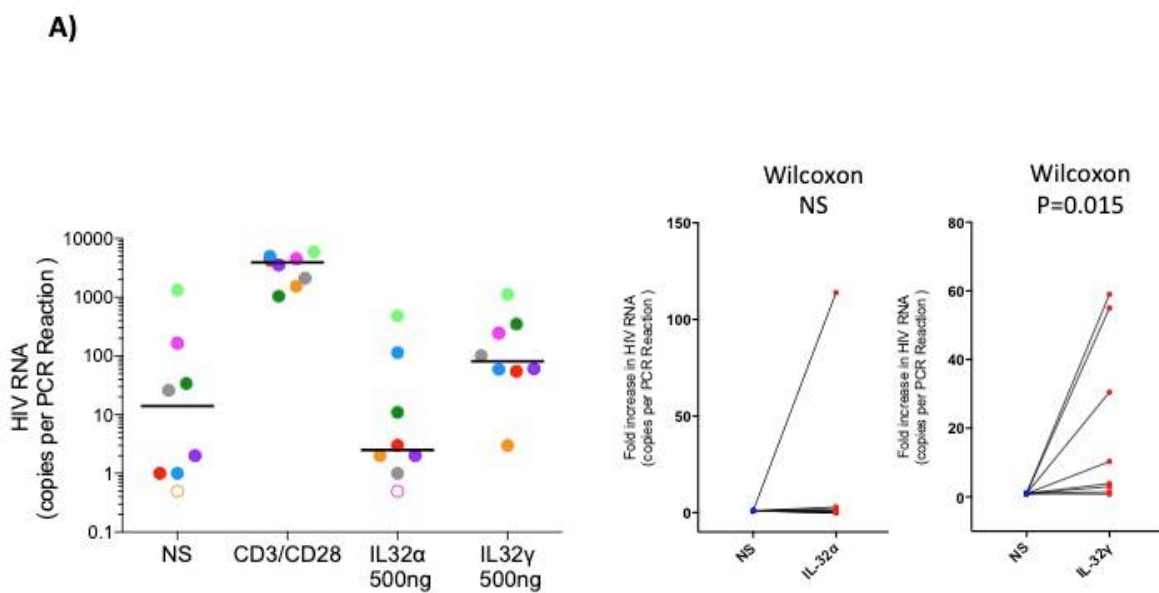 A)
HIV RNA
(copies per PCR Reaction )
10000
1000
100
10
1
0.1
NS
CD3/CD28
IL32α
500ng
IL32γ
500ng
Wilcoxon
NS
Fold increase in HIV RNA
(copies per PCR Reaction )
150
100
50
0
NS
IL-32α
Wilcoxon
P=0.015
Fold increase in HIV RNA
(copies per PCR Reaction )
80
60
40
20
0
NS
IL-32γ